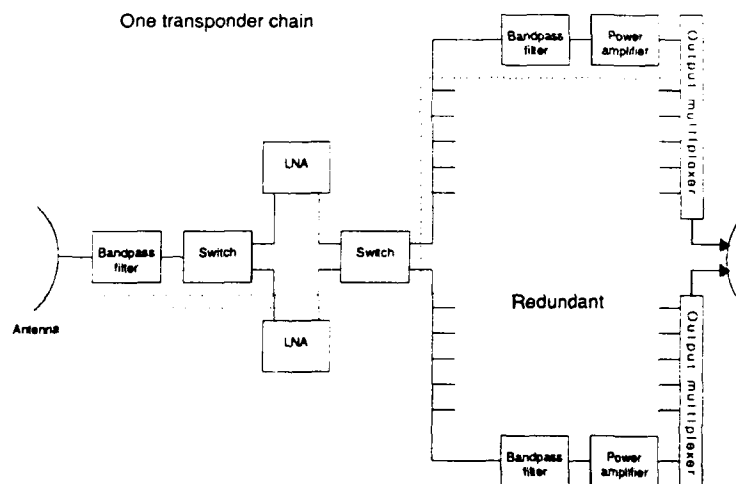 One transponder chain
Bandpass
filter
Power
amplifier
Output multiplexer
LNA
Bandpass
filter
Switch
Switch
Antenna
LNA
Redundant
Output multiplexer
Bandpass
filter
Power
amplifier